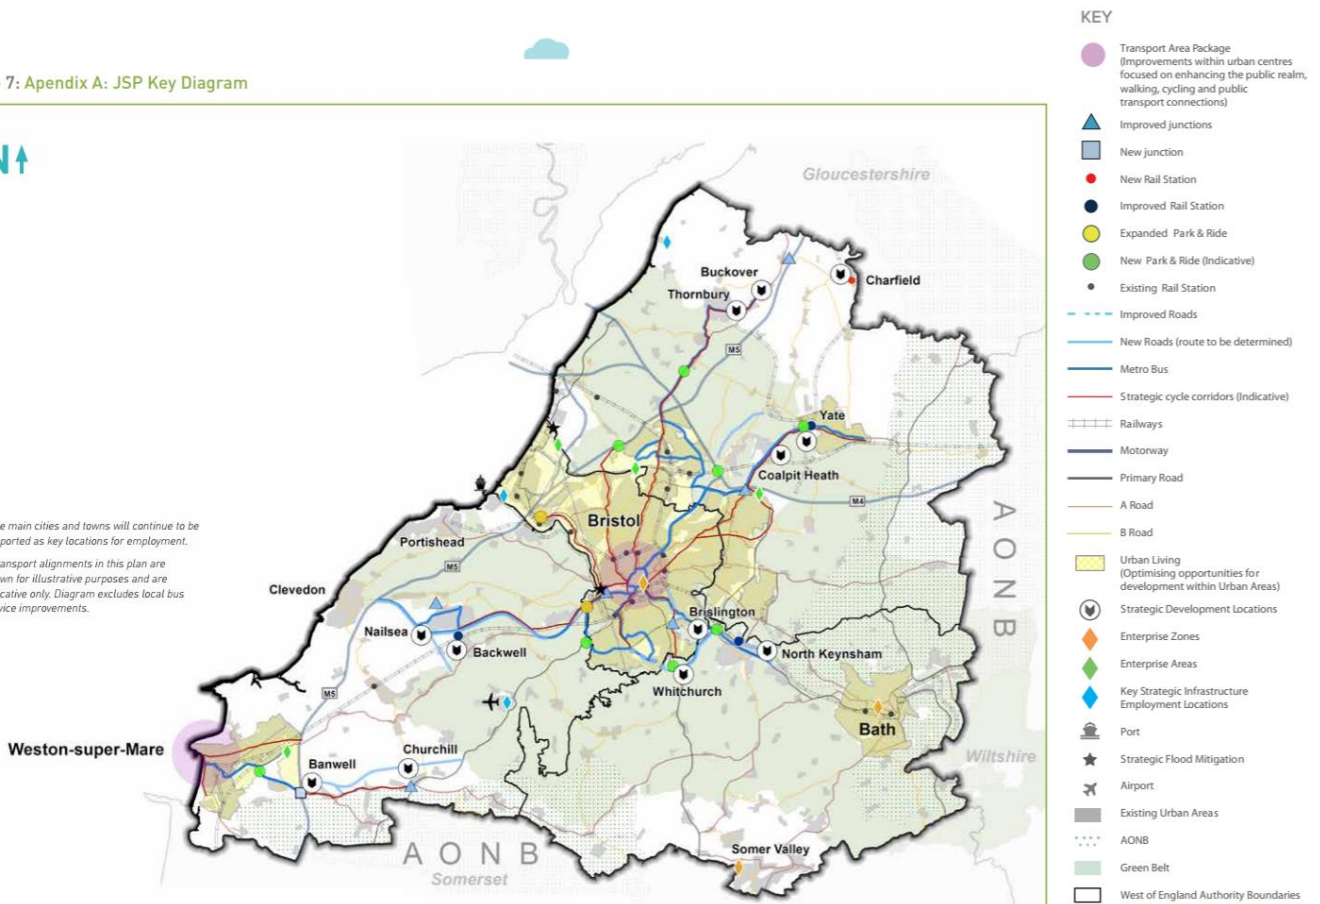 7: Apendix A: JSP Key Diagram
N
Gloucestershire
Buckover
Thornbury
Charfield
M5
Yate
Coalpit Heath
M4
Bristol
Portishead
M5
Clevedon
AONB
Brislington
Nailsea
Backwell
North Keynsham
Whitchurch
M5
Bath
Weston-super-Mare
Churchill
Banwell
Wiltshire
Somer Valley
AONB
Somerset
e main cities and towns will continue to be
ported as key locations for employment.
ansport alignments in this plan are
wn for illustrative purposes and are
cative only. Diagram excludes local bus
vice improvements.
KEY
Transport Area Package
(Improvements within urban centres
focused on enhancing the public realm,
walking, cycling and public
transport connections)
Improved junctions
New junction
New Rail Station
Improved Rail Station
Expanded Park & Ride
New Park & Ride (Indicative)
Existing Rail Station
Improved Roads
New Roads (route to be determined)
Metro Bus
Strategic cycle corridors (Indicative)
Railways
Motorway
Primary Road
A Road
B Road
Urban Living
(Optimising opportunities for
development within Urban Areas)
Strategic Development Locations
Enterprise Zones
Enterprise Areas
Key Strategic Infrastructure
Employment Locations
Port
Strategic Flood Mitigation
Airport
Existing Urban Areas
AONB
Green Belt
West of England Authority Boundaries